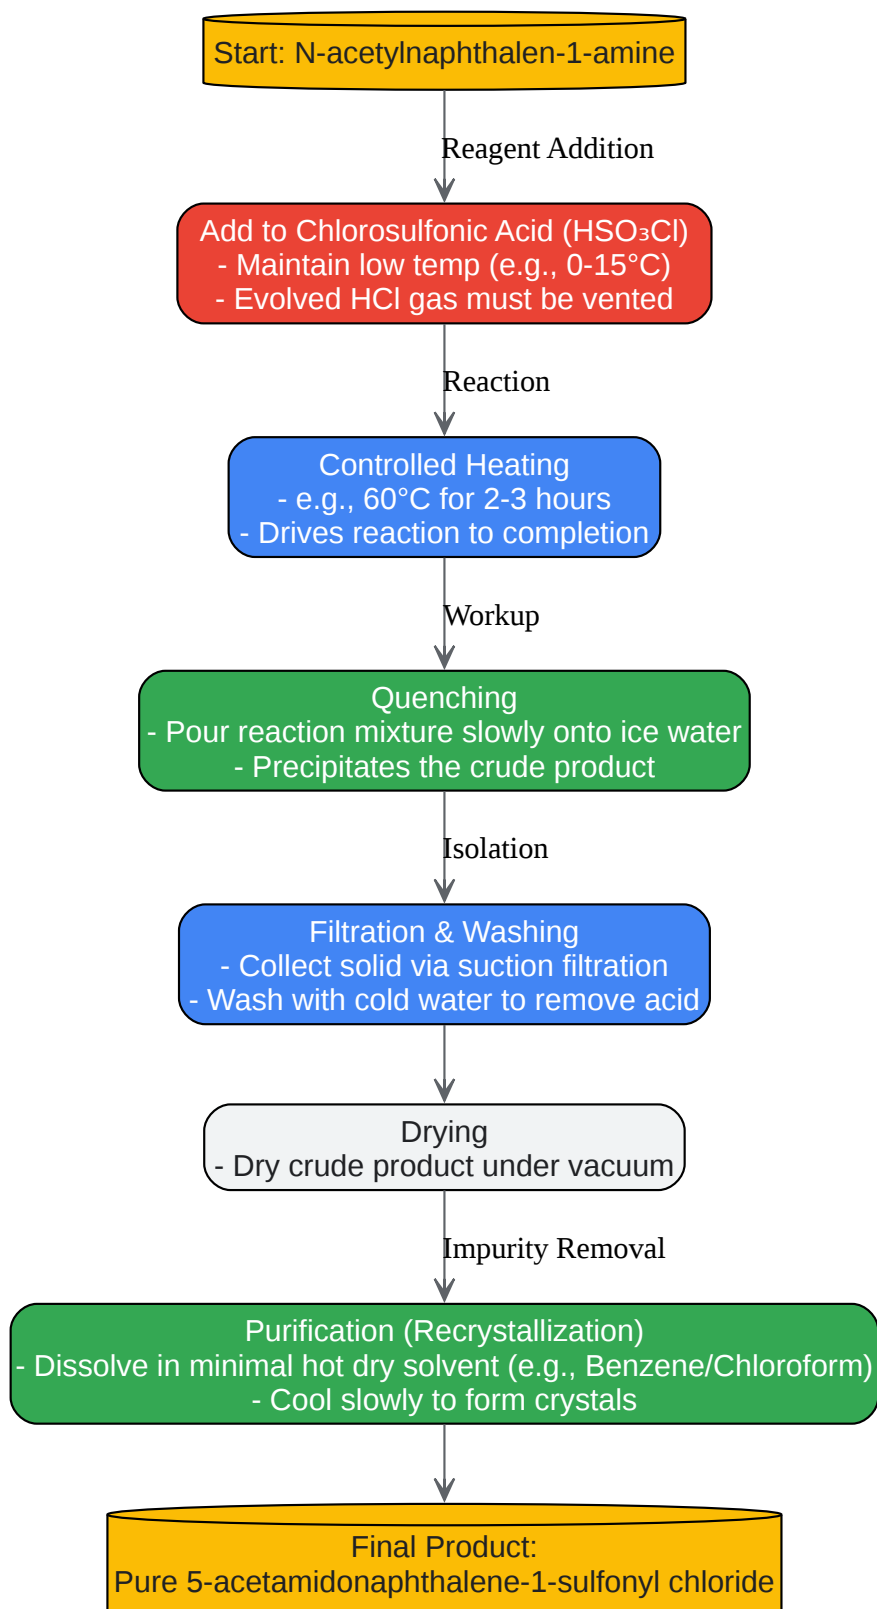 Start: N-acetylnaphthalen-1-amine
Reagent Addition
Add to Chlorosulfonic Acid (HSO₃Cl)
- Maintain low temp (e.g., 0-15°C)
- Evolved HCl gas must be vented
Reaction
Controlled Heating
- e.g., 60°C for 2-3 hours
- Drives reaction to completion
Workup
Quenching
- Pour reaction mixture slowly onto ice water
- Precipitates the crude product
Isolation
Filtration & Washing
- Collect solid via suction filtration
- Wash with cold water to remove acid
Drying
- Dry crude product under vacuum
Impurity Removal
Purification (Recrystallization)
- Dissolve in minimal hot dry solvent (e.g., Benzene/Chloroform)
- Cool slowly to form crystals
Final Product:
Pure 5-acetamidonaphthalene-1-sulfonyl chloride